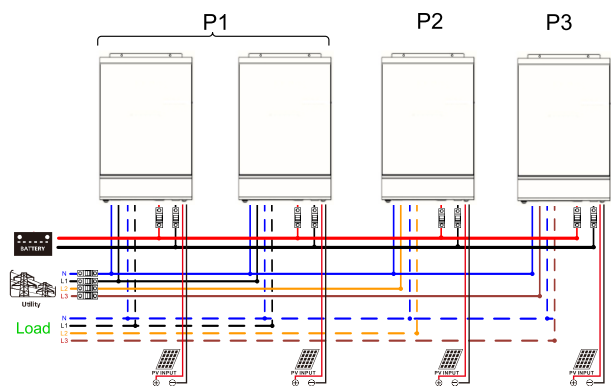 P1 P2 P3
BATTERY
N
L1
L2
L3
Utility
Load
N
L1
L2
L3
PV INPUT PV INPUT PV INPUT PV INPUT